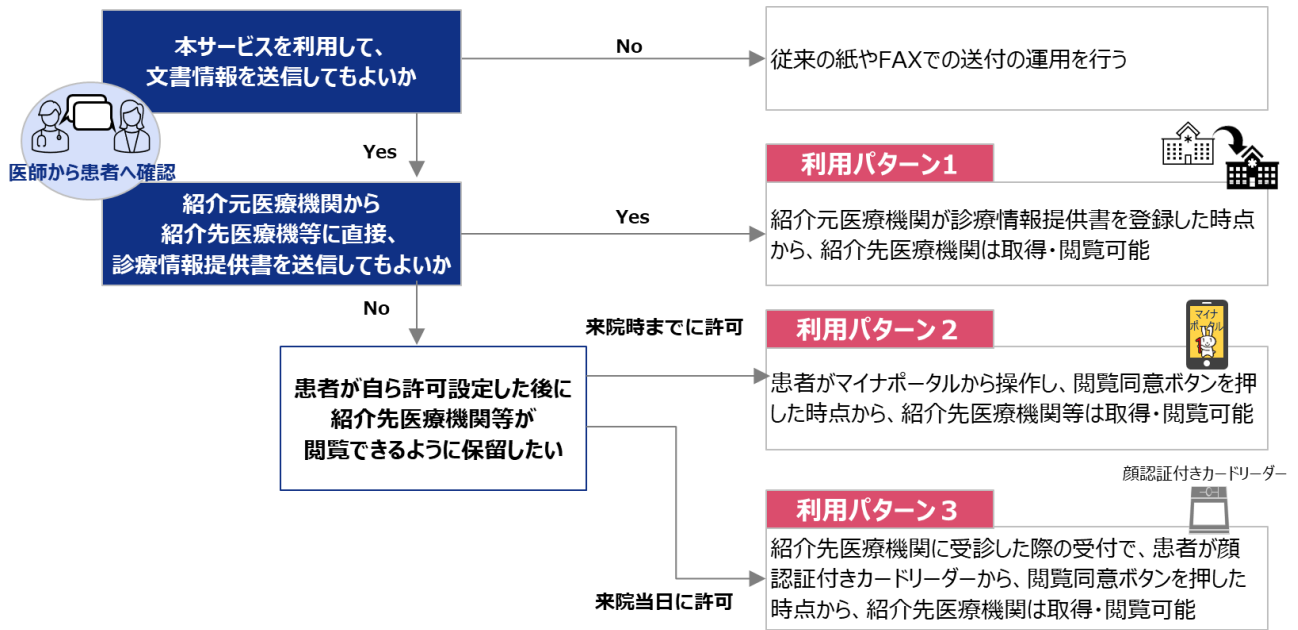 本サービスを利用して、
文書情報を送信してもよいか
No
従来の紙やFAXでの送付の運用を行う
医師から患者へ確認
Yes
紹介元医療機関から
紹介先医療機等に直接、
診療情報提供書を送信してもよいか
Yes
利用パターン1
紹介元医療機関が診療情報提供書を登録した時点
から、紹介先医療機関は取得・閲覧可能
No
患者が自ら許可設定した後に
紹介先医療機関等が
閲覧できるように保留したい
来院時までに許可
利用パターン2
マイナ
ポータル
患者がマイナポータルから操作し、閲覧同意ボタンを押
した時点から、紹介先医療機関等は取得・閲覧可能
来院当日に許可
顔認証付きカードリーダー
利用パターン3
紹介先医療機関に受診した際の受付で、患者が顔
認証付きカードリーダーから、閲覧同意ボタンを押した
時点から、紹介先医療機関は取得・閲覧可能